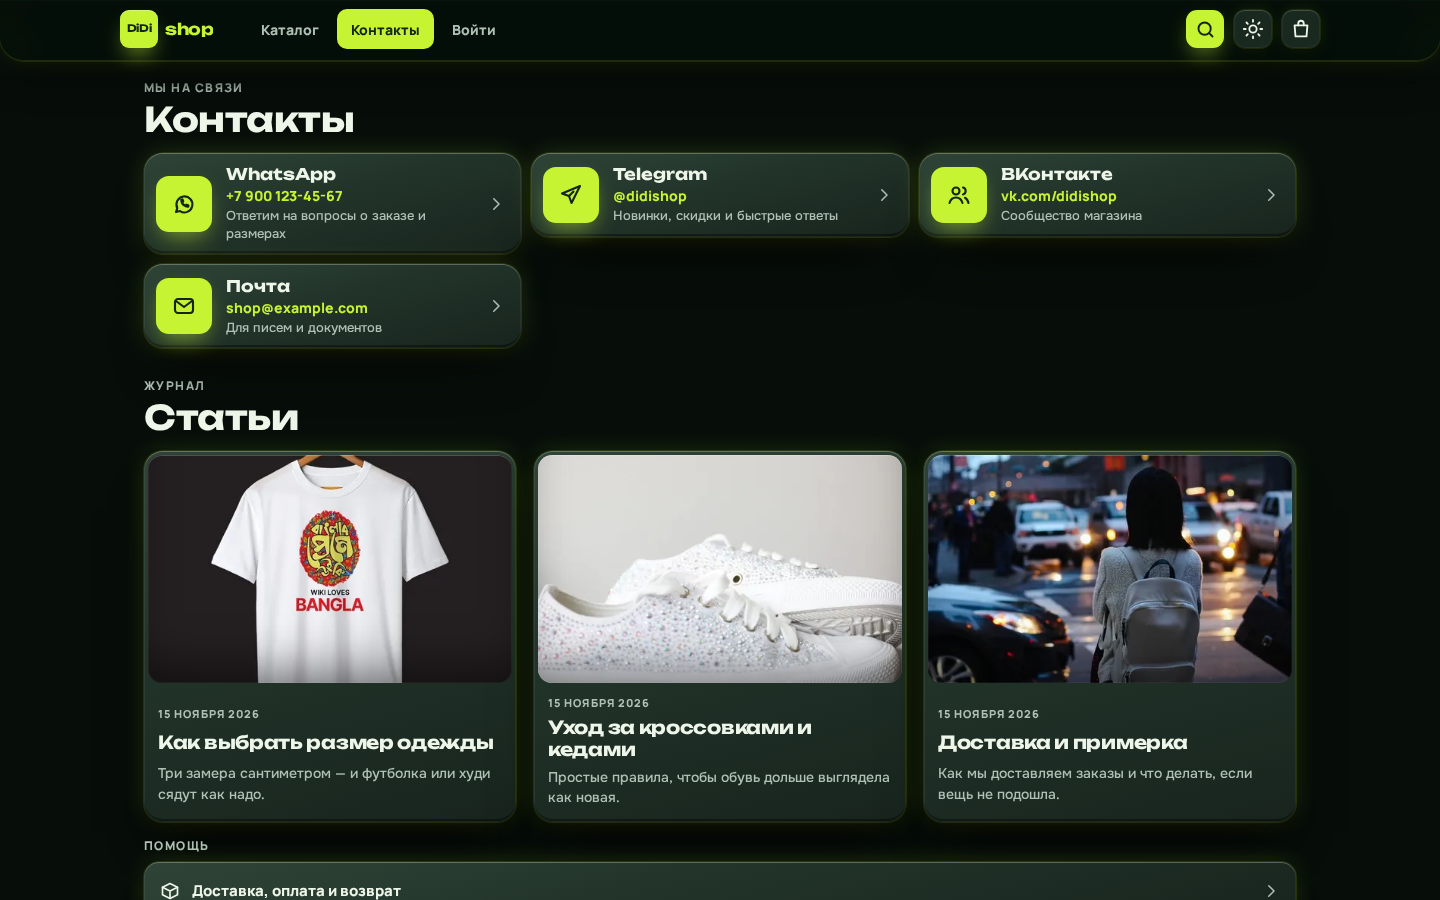 DiDi shop
Каталог
Контакты
Войти
МЫ НА СВЯЗИ
Контакты
WhatsApp
+7 900 123-45-67
Ответим на вопросы о заказе и
размерах
Telegram
@didishop
Новинки, скидки и быстрые ответы
ВКонтакте
vk.com/didishop
Сообщество магазина
Почта
shop@example.com
Для писем и документов
ЖУРНАЛ
Статьи
WIKI LOVES
BANGLA
15 НОЯБРЯ 2026
Как выбрать размер одежды
Три замера сантиметром — и футболка или худи
сядут как надо.
15 НОЯБРЯ 2026
Уход за кроссовками и
кедами
Простые правила, чтобы обувь дольше выглядела
как новая.
15 НОЯБРЯ 2026
Доставка и примерка
Как мы доставляем заказы и что делать, если
вещь не подошла.
ПОМОЩЬ
Доставка, оплата и возврат